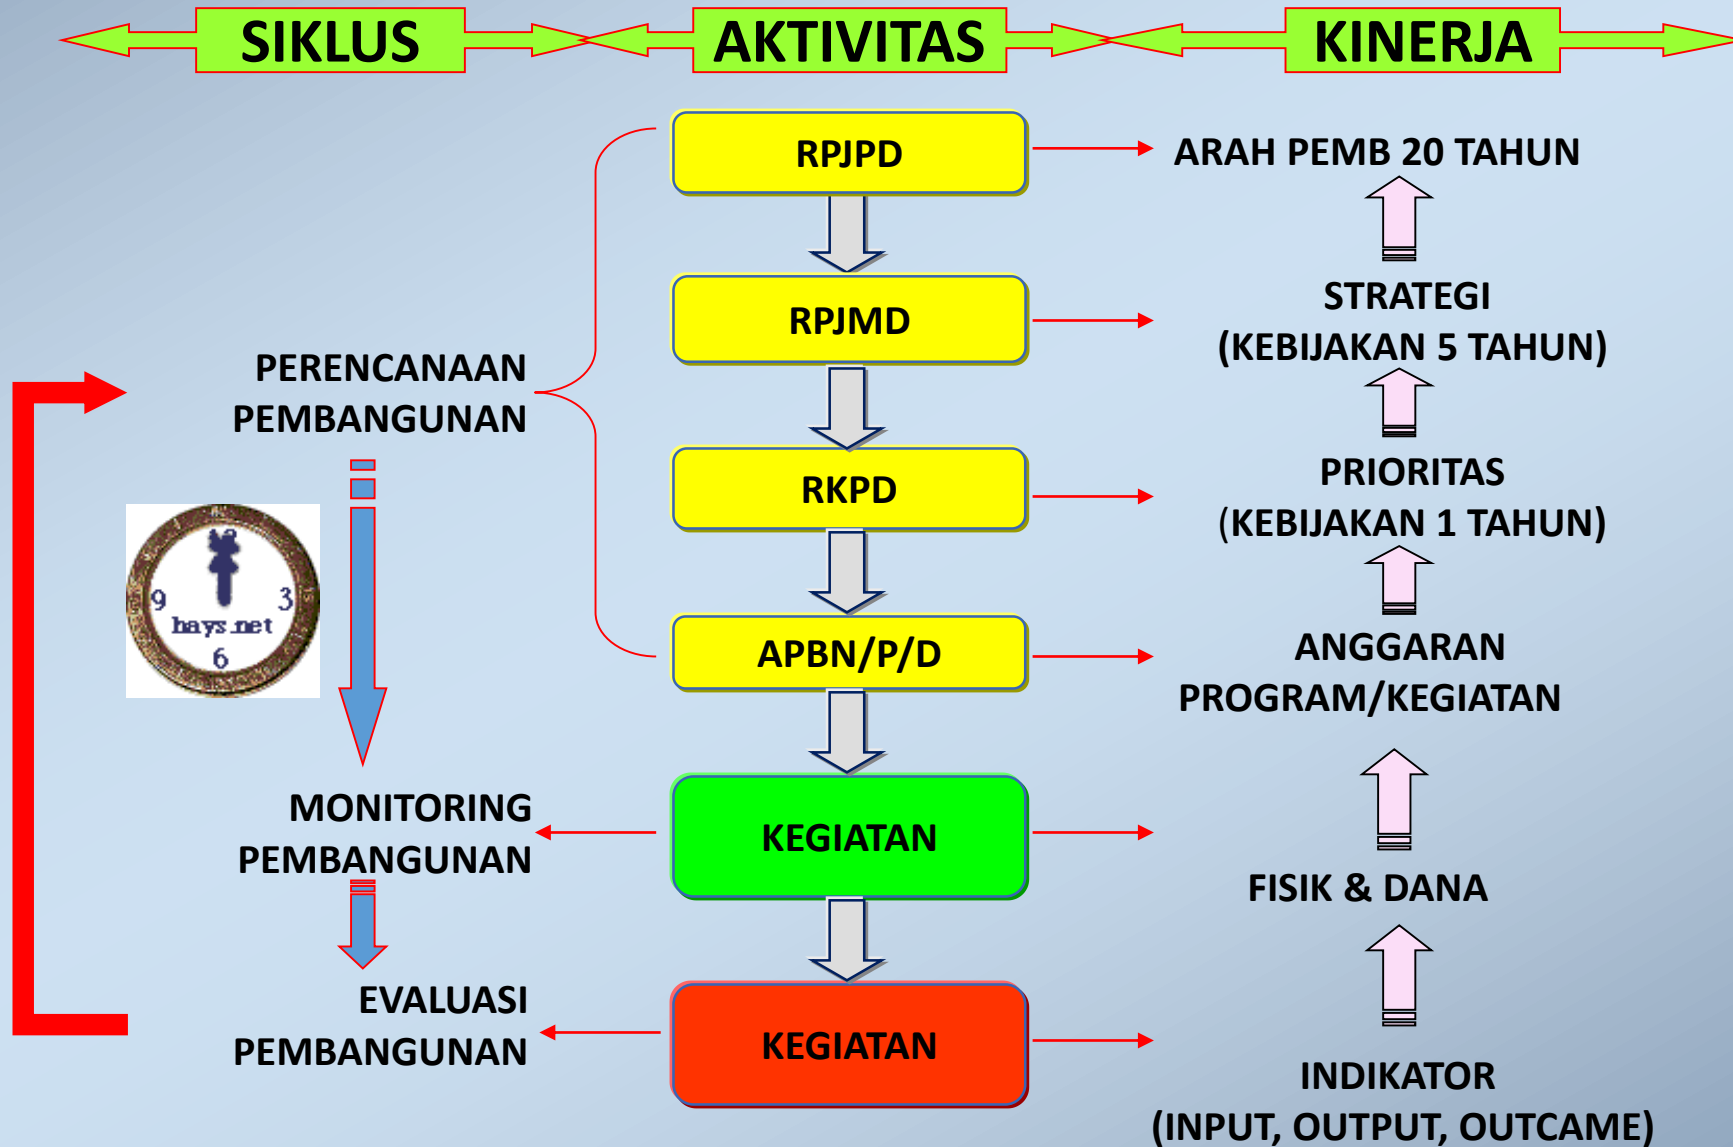 SIKLUS
AKTIVITAS
KINERJA
RPJPD
ARAH PEMB 20 TAHUN
RPJMD
STRATEGI
(KEBIJAKAN 5 TAHUN)
PERENCANAAN
PEMBANGUNAN
RKPD
PRIORITAS
(KEBIJAKAN 1 TAHUN)
9
3
hays.net
6
APBN/P/D
ANGGARAN
PROGRAM/KEGIATAN
MONITORING
PEMBANGUNAN
KEGIATAN
FISIK & DANA
EVALUASI
PEMBANGUNAN
KEGIATAN
INDIKATOR
(INPUT, OUTPUT, OUTCAME)